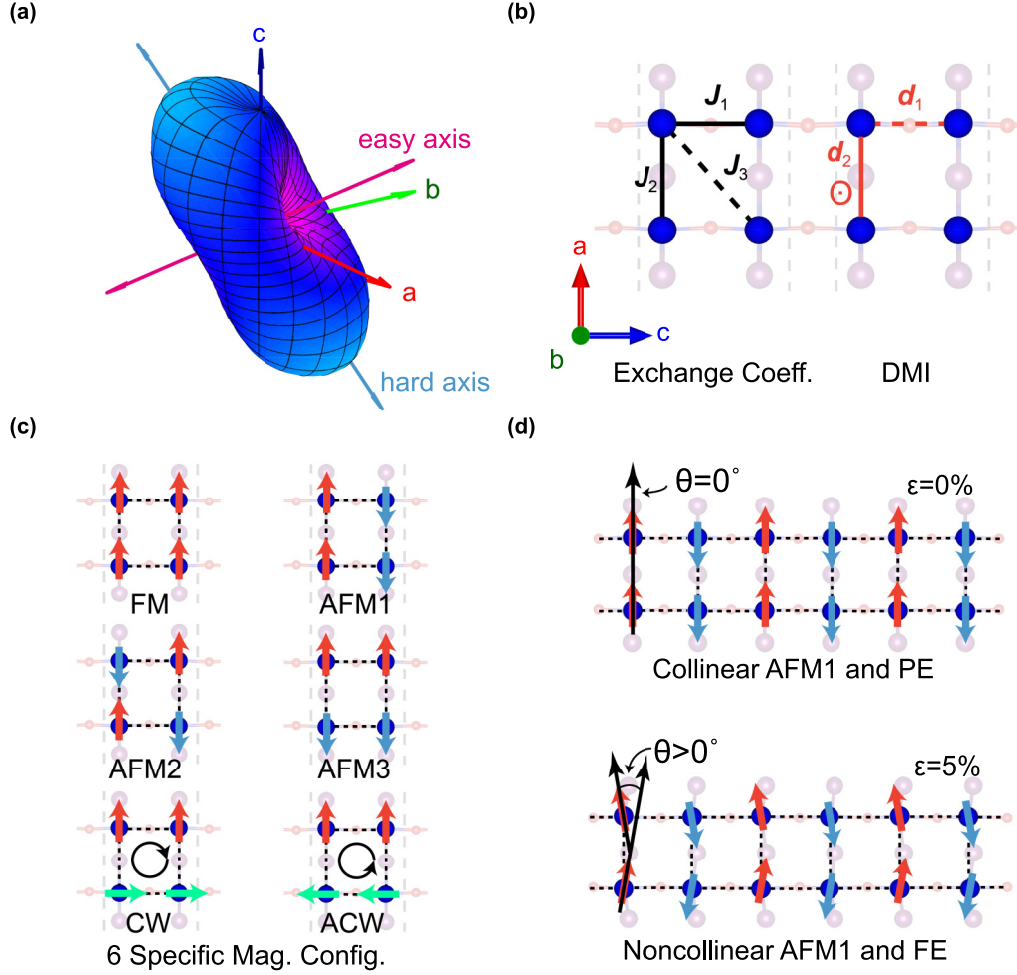 (a)
c
easy axis
b
a
hard axis
(b)
J1
d1
J2
J3
d2
a
b
c
Exchange Coeff.
DMI
(c)
FM
AFM1
AFM2
AFM3
CW
ACW
6 Specific Mag. Config.
(d)
θ=0°
ε=0%
Collinear AFM1 and PE
θ>0°
ε=5%
Noncollinear AFM1 and FE